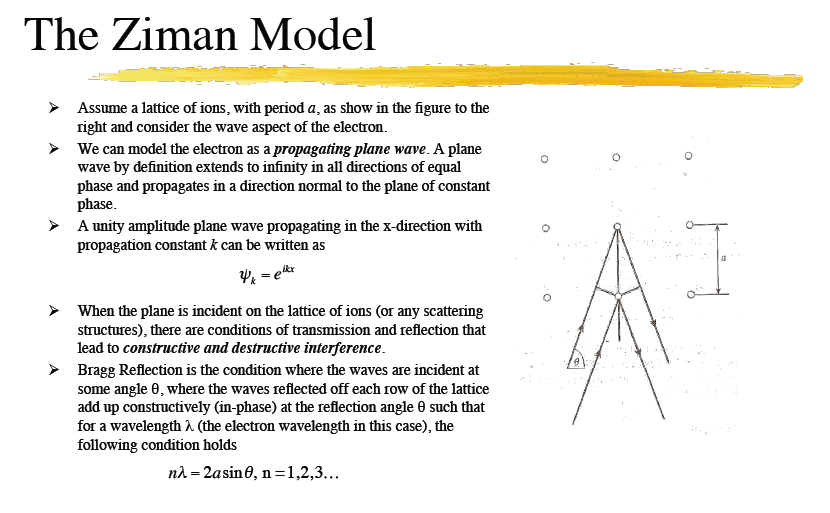 The Ziman Model
➢ Assume a lattice of ions, with period a, as show in the figure to the
right and consider the wave aspect of the electron.
➢ We can model the electron as a propagating plane wave. A plane
wave by definition extends to infinity in all directions of equal
phase and propagates in a direction normal to the plane of constant
phase.
➢ A unity amplitude plane wave propagating in the x-direction with
propagation constant k can be written as
ψₖ = e^{ikx}
➢ When the plane is incident on the lattice of ions (or any scattering
structures), there are conditions of transmission and reflection that
lead to constructive and destructive interference.
➢ Bragg Reflection is the condition where the waves are incident at
some angle θ, where the waves reflected off each row of the lattice
add up constructively (in-phase) at the reflection angle θ such that
for a wavelength λ (the electron wavelength in this case), the
following condition holds
nλ = 2a sin θ, n = 1,2,3…
a
θ